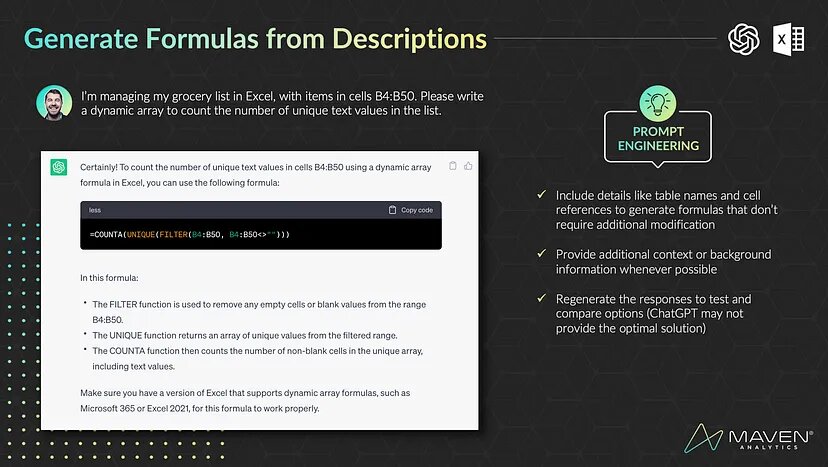 Generate Formulas from Descriptions
I'm managing my grocery list in Excel, with items in cells B4:B50. Please write
a dynamic array to count the number of unique text values in the list.
Certainly! To count the number of unique text values in cells B4:B50 using a dynamic array
formula in Excel, you can use the following formula:
less
Copy code
=COUNTA(UNIQUE(FILTER(B4:B50, B4:B50<>"")))
In this formula:
• The FILTER function is used to remove any empty cells or blank values from the range
B4:B50.
• The UNIQUE function returns an array of unique values from the filtered range.
• The COUNTA function then counts the number of non-blank cells in the unique array,
including text values.
Make sure you have a version of Excel that supports dynamic array formulas, such as
Microsoft 365 or Excel 2021, for this formula to work properly.
PROMPT
ENGINEERING
✓ Include details like table names and cell
references to generate formulas that don't
require additional modification
✓ Provide additional context or background
information whenever possible
✓ Regenerate the responses to test and
compare options (ChatGPT may not
provide the optimal solution)
X
MAVEN®
ANALYTICS